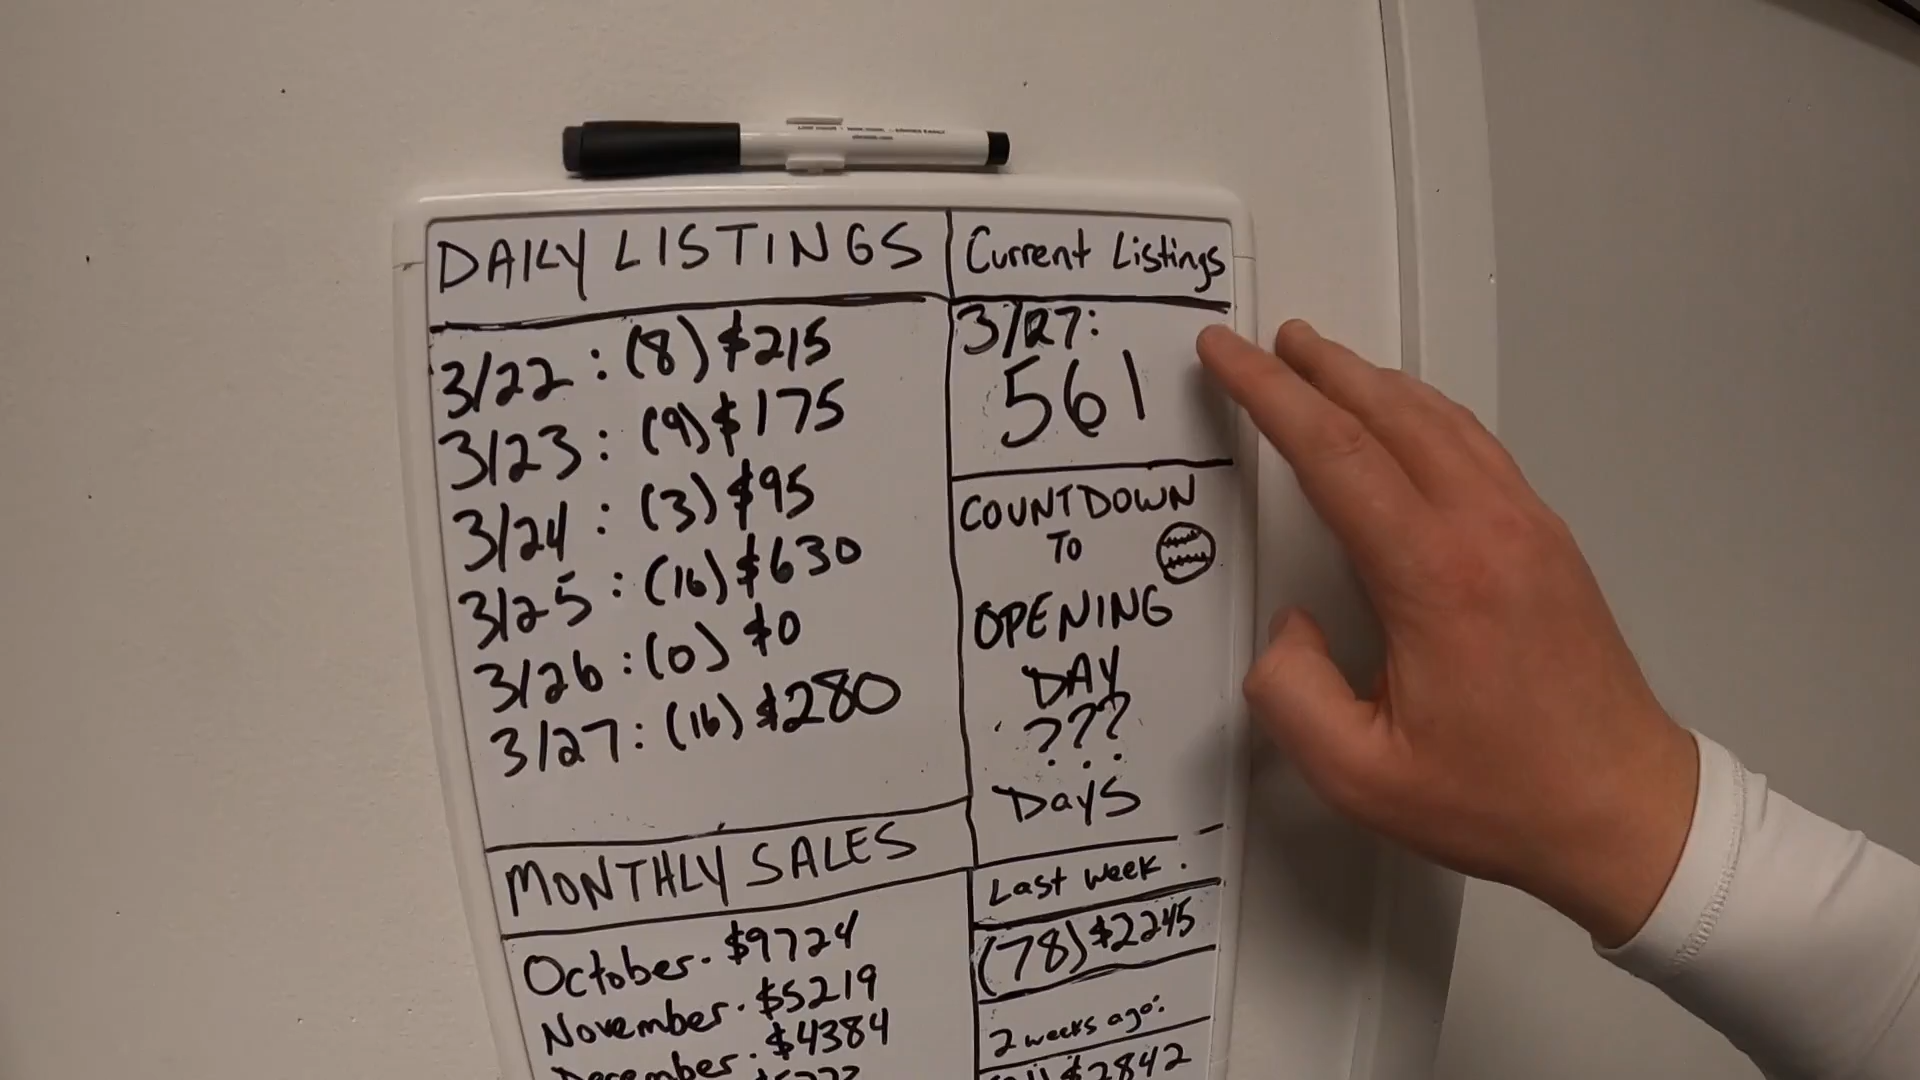 DAILY LISTINGS
3/22 : (8) $215
3/23 : (9) $175
3/24 : (3) $95
3/25 : (16) $630
3/26 : (0) $0
3/27 : (16) $280
Current Listings
3/27:
561
COUNTDOWN
TO
OPENING
DAY
???
Days
MONTHLY SALES
October. $9724
November. $5219
December. $4384
Last week.
(78) $2245
2 weeks ago:
$2842